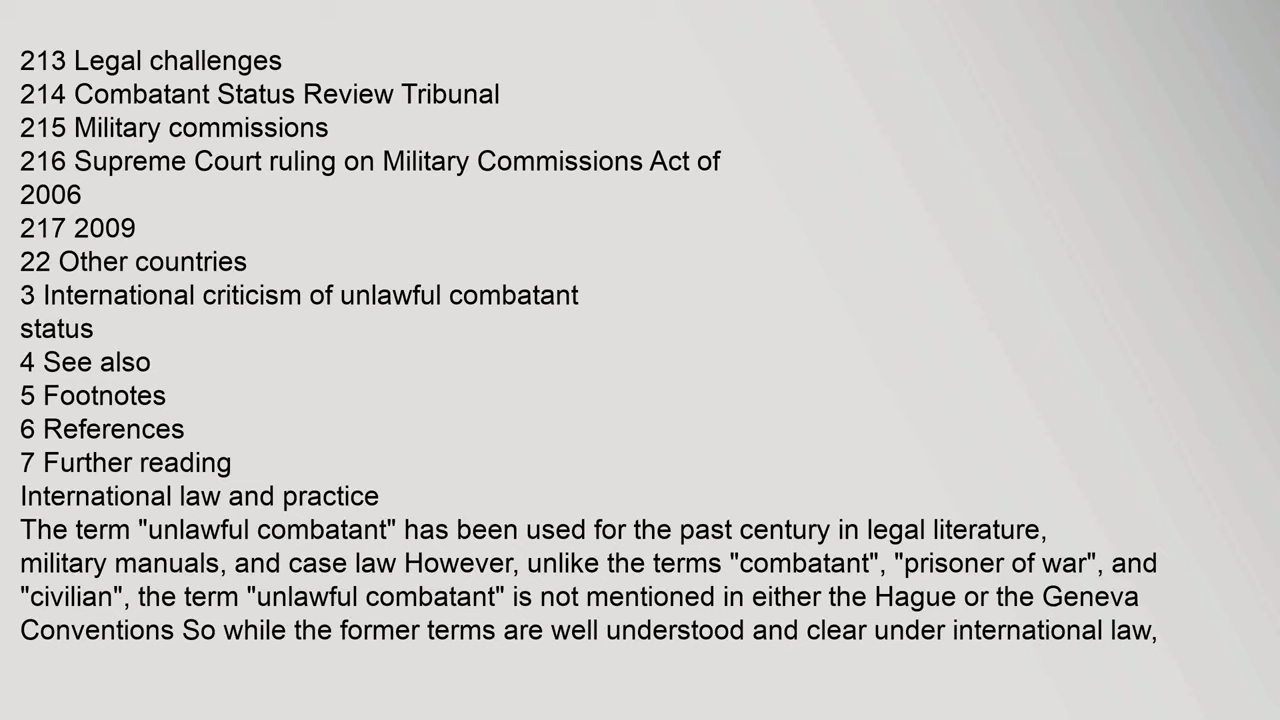 213 Legal challenges
214 Combatant Status Review Tribunal
215 Military commissions
216 Supreme Court ruling on Military Commissions Act of
2006
217 2009
22 Other countries
3 International criticism of unlawful combatant
status
4 See also
5 Footnotes
6 References
7 Further reading
International law and practice
The term "unlawful combatant" has been used for the past century in legal literature,
military manuals, and case law However, unlike the terms "combatant", "prisoner of war", and
"civilian", the term "unlawful combatant" is not mentioned in either the Hague or the Geneva
Conventions So while the former terms are well understood and clear under international law,